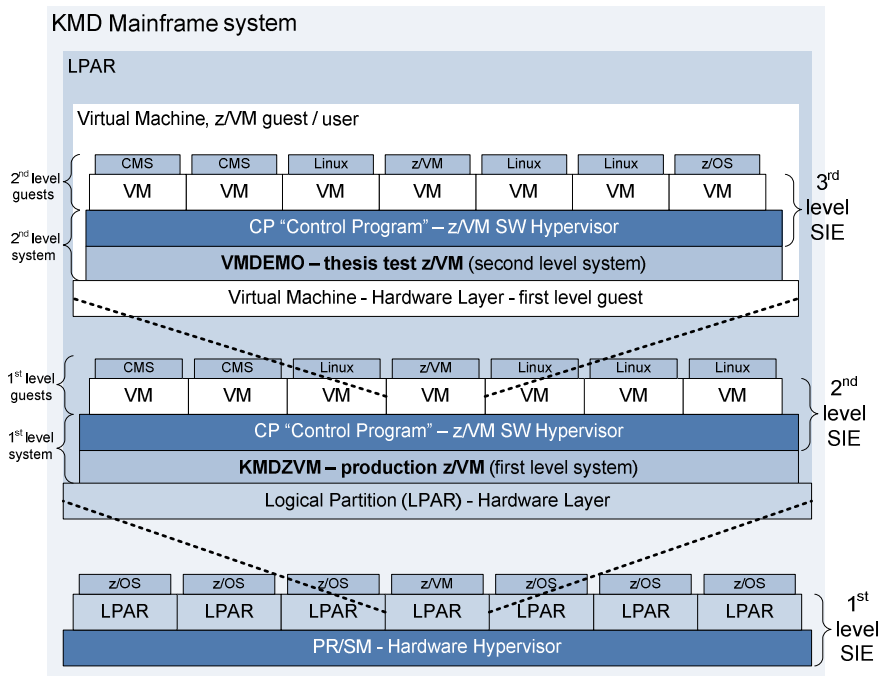 KMD Mainframe system
LPAR
Virtual Machine, z/VM guest / user
CMS CMS Linux z/VM Linux Linux z/OS
VM VM VM VM VM VM VM
2nd level guests
3rd level SIE
CP “Control Program” – z/VM SW Hypervisor
2nd level system
VMDEMO – thesis test z/VM (second level system)
Virtual Machine - Hardware Layer - first level guest
CMS CMS Linux z/VM Linux Linux Linux
VM VM VM VM VM VM VM
1st level guests
2nd level SIE
CP “Control Program” – z/VM SW Hypervisor
1st level system
KMDZVM – production z/VM (first level system)
Logical Partition (LPAR) - Hardware Layer
z/OS z/OS z/OS z/VM z/OS z/OS z/OS
LPAR LPAR LPAR LPAR LPAR LPAR LPAR
1st level SIE
PR/SM - Hardware Hypervisor